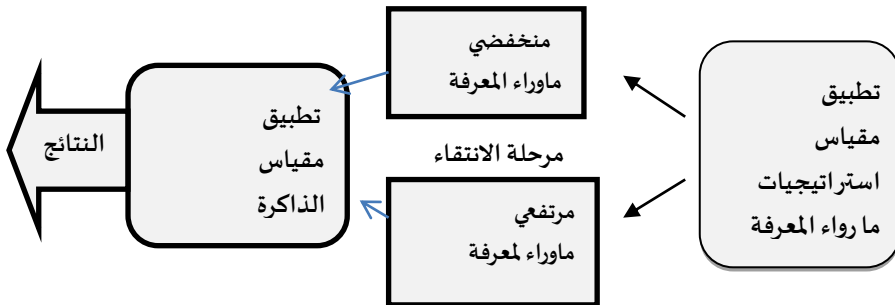 تطبيق
مقياس
استراتيجيات
ما رواء المعرفة
منخفضي
ماوراء المعرفة
مرحلة الانتقاء
مرتفعي
ماوراء لمعرفة
تطبيق
مقياس
الذاكرة
النتائج